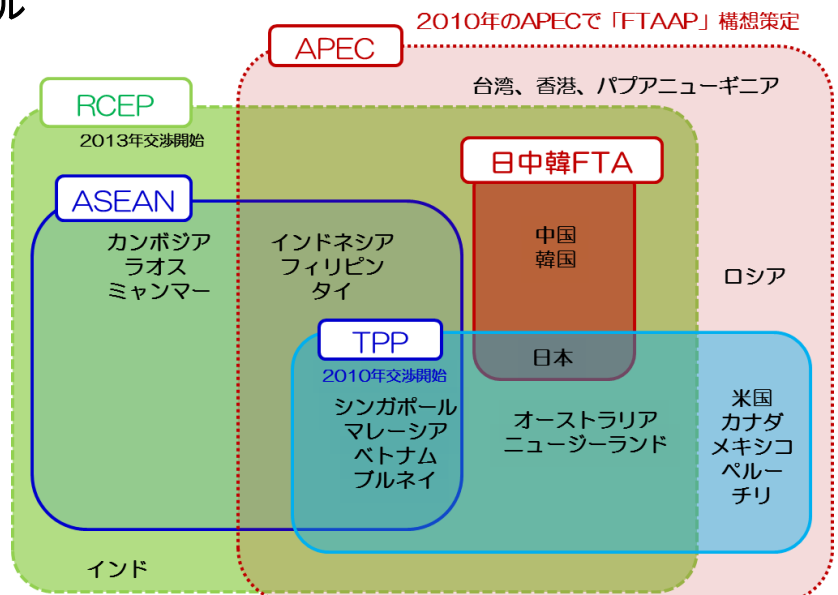 ル
2010年のAPECで「FTAAP」構想策定
APEC
台湾、香港、パプアニューギニア
RCEP
2013年交渉開始
日中韓FTA
ASEAN
カンボジア
ラオス
ミャンマー
インドネシア
フィリピン
タイ
中国
韓国
ロシア
TPP
2010年交渉開始
日本
シンガポール
マレーシア
ベトナム
ブルネイ
オーストラリア
ニュージーランド
米国
カナダ
メキシコ
ペルー
チリ
インド